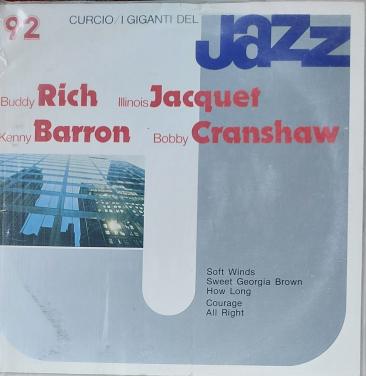 92 CURCIO/I GIGANTI DEL Jazz
Buddy Rich Illinois Jacquet
Kenny Barron Bobby Cranshaw
Soft Winds
Sweet Georgia Brown
How Long
Courage
All Right